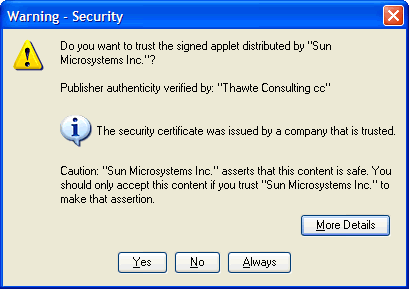 Warning - Security
Do you want to trust the signed applet distributed by "Sun
Microsystems Inc."?
Publisher authenticity verified by: "Thawte Consulting cc"
The security certificate was issued by a company that is trusted.
Caution: "Sun Microsystems Inc." asserts that this content is safe. You
should only accept this content if you trust "Sun Microsystems Inc." to
make that assertion.
More Details
Yes No Always